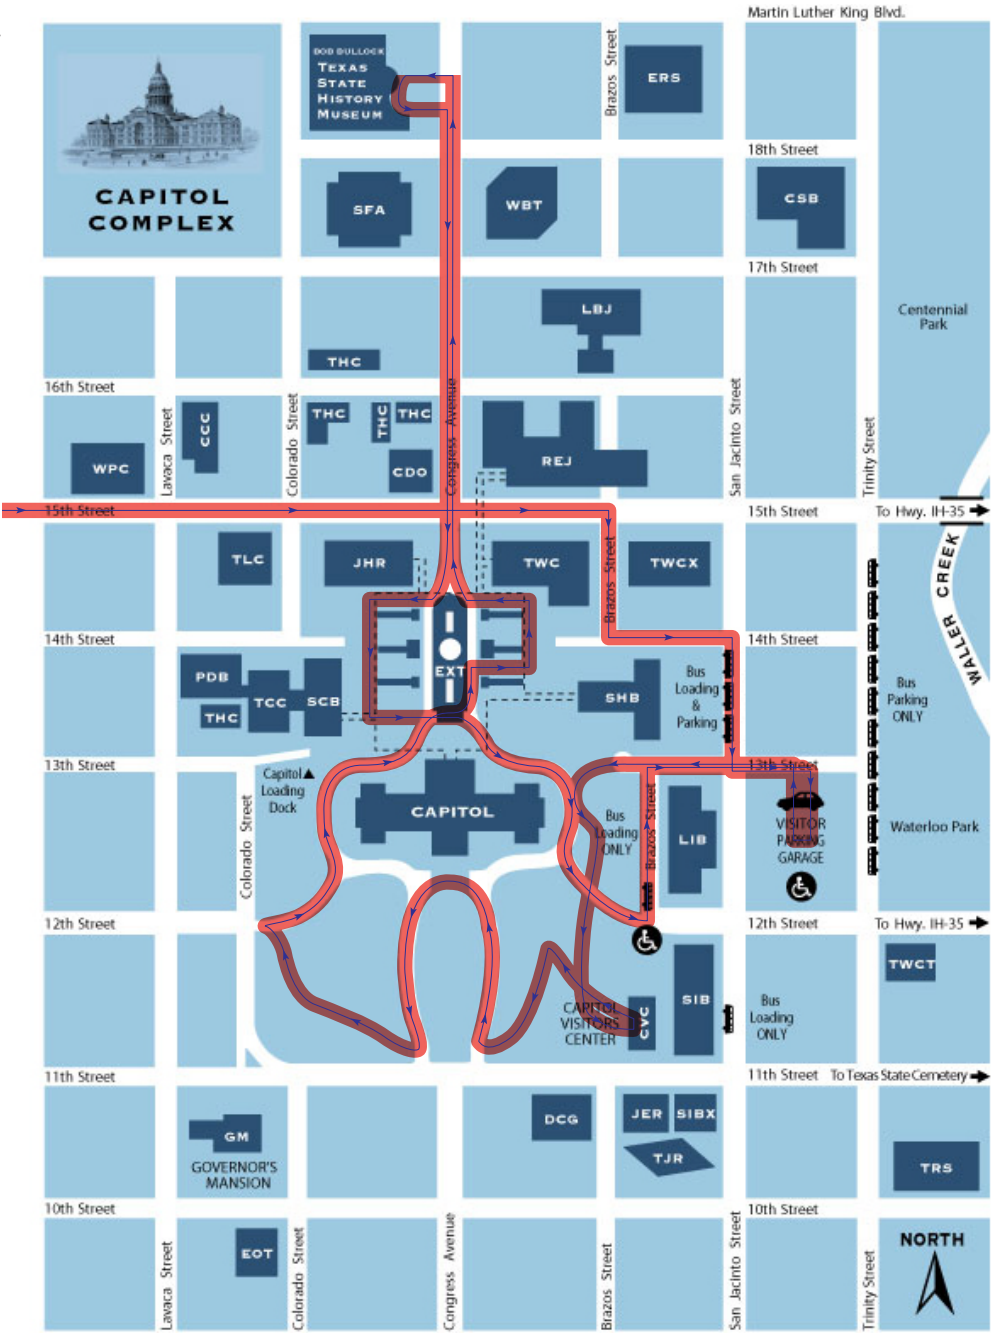 Martin Luther King Blvd.
CAPITOL
COMPLEX
BOB BULLOCK
TEXAS
STATE
HISTORY
MUSEUM
Brazos Street
ERS
18th Street
SFA
WBT
CSB
17th Street
LBJ
Centennial
Park
THC
16th Street
Lavaca Street
CCC
Colorado Street
THC
THC
THC
Congress Avenue
San Jacinto Street
Trinity Street
WPC
CDO
REJ
15th Street
15th Street
To Hwy. IH-35
TLC
JHR
TWC
Brazos Street
TWCX
WALLER CREEK
14th Street
14th Street
PDB
TCC
SCB
THC
EXT
SHB
Bus
Loading
&
Parking
Bus
Parking
ONLY
13th Street
13th Street
Capitol
Loading
Dock
Colorado Street
CAPITOL
Bus
Loading
ONLY
Brazos Street
LIB
VISITOR
PARKING
GARAGE
Waterloo Park
12th Street
12th Street
To Hwy. IH-35
TWCT
CAPITOL
VISITORS
CENTER
CVC
SIB
Bus
Loading
ONLY
11th Street
11th Street
To Texas State Cemetery
GM
GOVERNOR'S
MANSION
DCG
JER
SIBX
TJR
TRS
10th Street
10th Street
Lavaca Street
EOT
Colorado Street
Congress Avenue
Brazos Street
San Jacinto Street
Trinity Street
NORTH